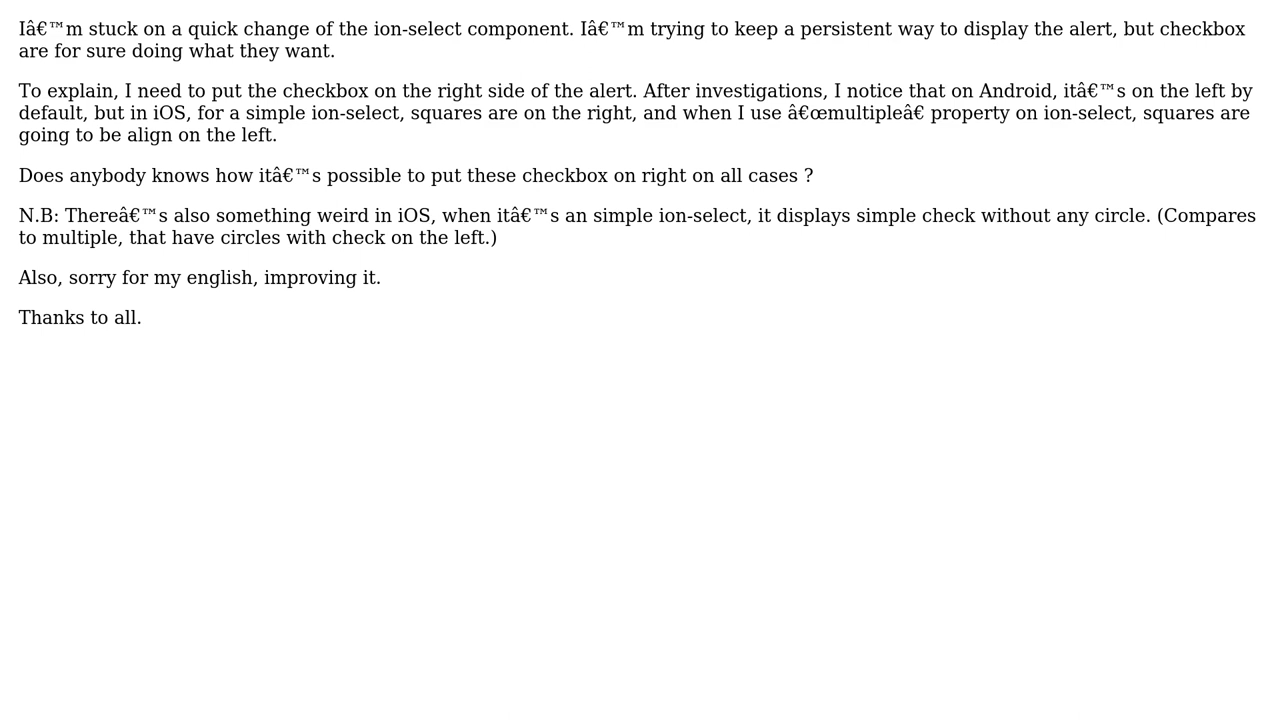 Iâ€™m stuck on a quick change of the ion-select component. Iâ€™m trying to keep a persistent way to display the alert, but checkbox
are for sure doing what they want.
To explain, I need to put the checkbox on the right side of the alert. After investigations, I notice that on Android, itâ€™s on the left by
default, but in iOS, for a simple ion-select, squares are on the right, and when I use â€œmultipleâ€ property on ion-select, squares are
going to be align on the left.
Does anybody knows how itâ€™s possible to put these checkbox on right on all cases ?
N.B: Thereâ€™s also something weird in iOS, when itâ€™s an simple ion-select, it displays simple check without any circle. (Compares
to multiple, that have circles with check on the left.)
Also, sorry for my english, improving it.
Thanks to all.